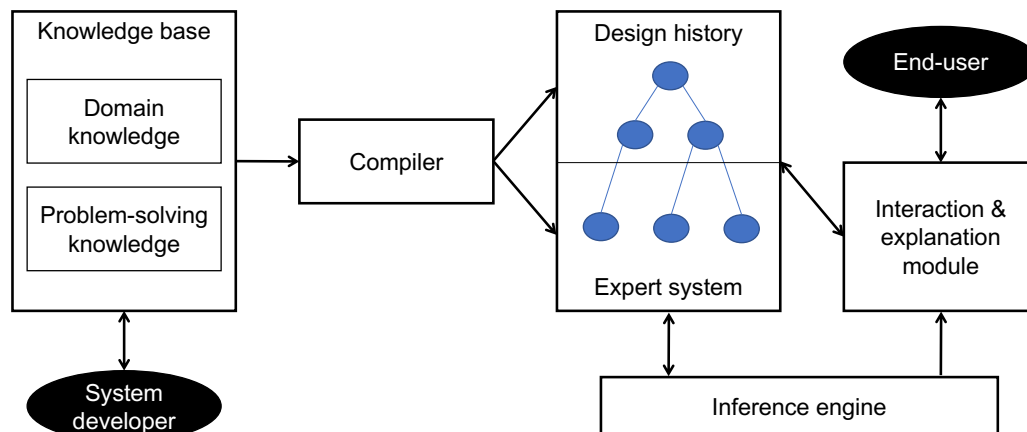 Knowledge base
Domain
knowledge
Problem-solving
knowledge
System
developer
Compiler
Design history
Expert system
End-user
Interaction &
explanation
module
Inference engine